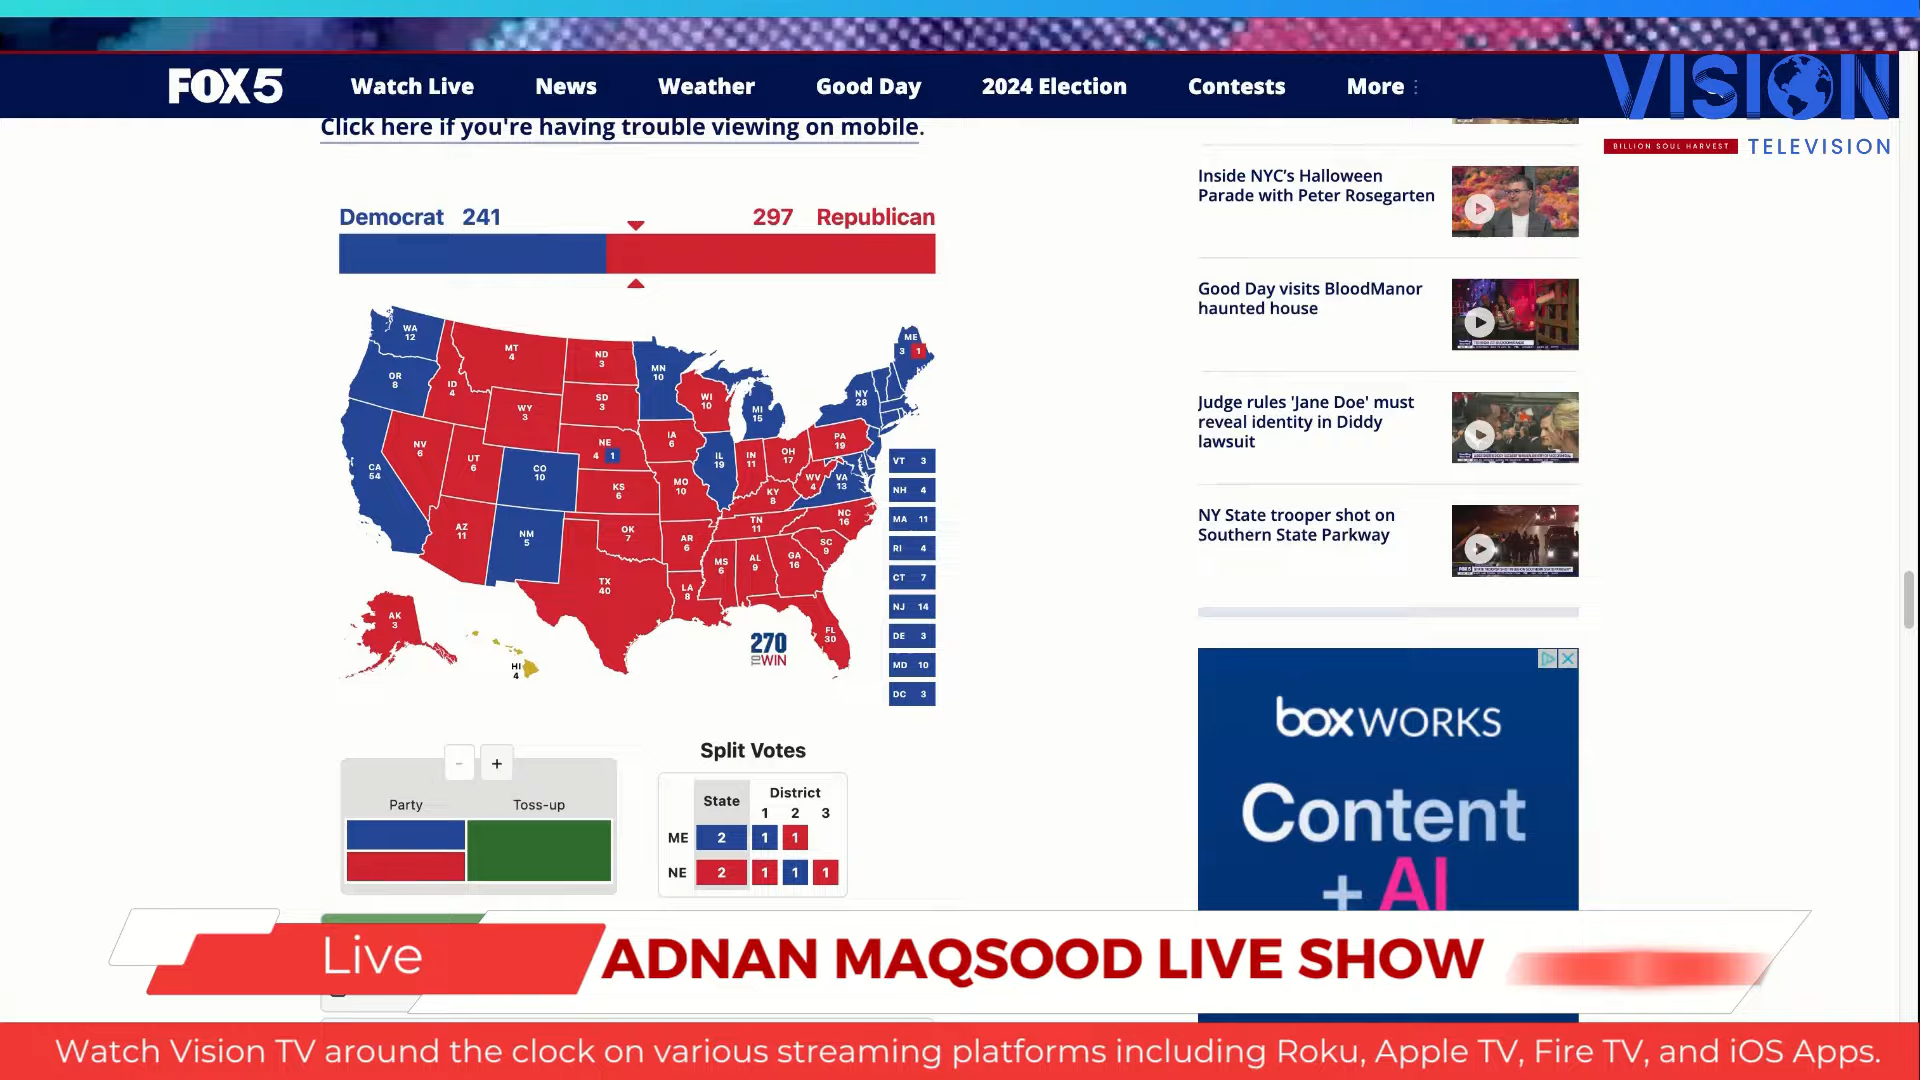 FOX 5
Watch Live
News
Weather
Good Day
2024 Election
Contests
More
VISION
BILLION SOUL HARVEST
TELEVISION
Click here if you're having trouble viewing on mobile.
Democrat 241
297 Republican
WA
12
OR
8
CA
54
NV
6
ID
4
MT
4
WY
3
UT
6
CO
10
AZ
11
NM
5
ND
3
SD
3
NE
4 1
KS
6
OK
7
TX
40
MN
10
IA
6
MO
10
AR
6
LA
8
WI
10
IL
19
MI
15
IN
11
OH
17
KY
8
TN
11
MS
6
AL
9
GA
16
FL
30
SC
9
NC
16
VA
13
WV
4
PA
19
NY
28
ME
3 1
AK
3
HI
4
VT 3
NH 4
MA 11
RI 4
CT 7
NJ 14
DE 3
MD 10
DC 3
270
TO WIN
- +
Party
Toss-up
Split Votes
State
District
1 2 3
ME 2 1 1
NE 2 1 1 1
Inside NYC's Halloween
Parade with Peter Rosegarten
Good Day visits BloodManor
haunted house
Judge rules 'Jane Doe' must
reveal identity in Diddy
lawsuit
NY State trooper shot on
Southern State Parkway
boxWORKS
Content
+ AI
Live
ADNAN MAQSOOD LIVE SHOW
Watch Vision TV around the clock on various streaming platforms including Roku, Apple TV, Fire TV, and iOS Apps.